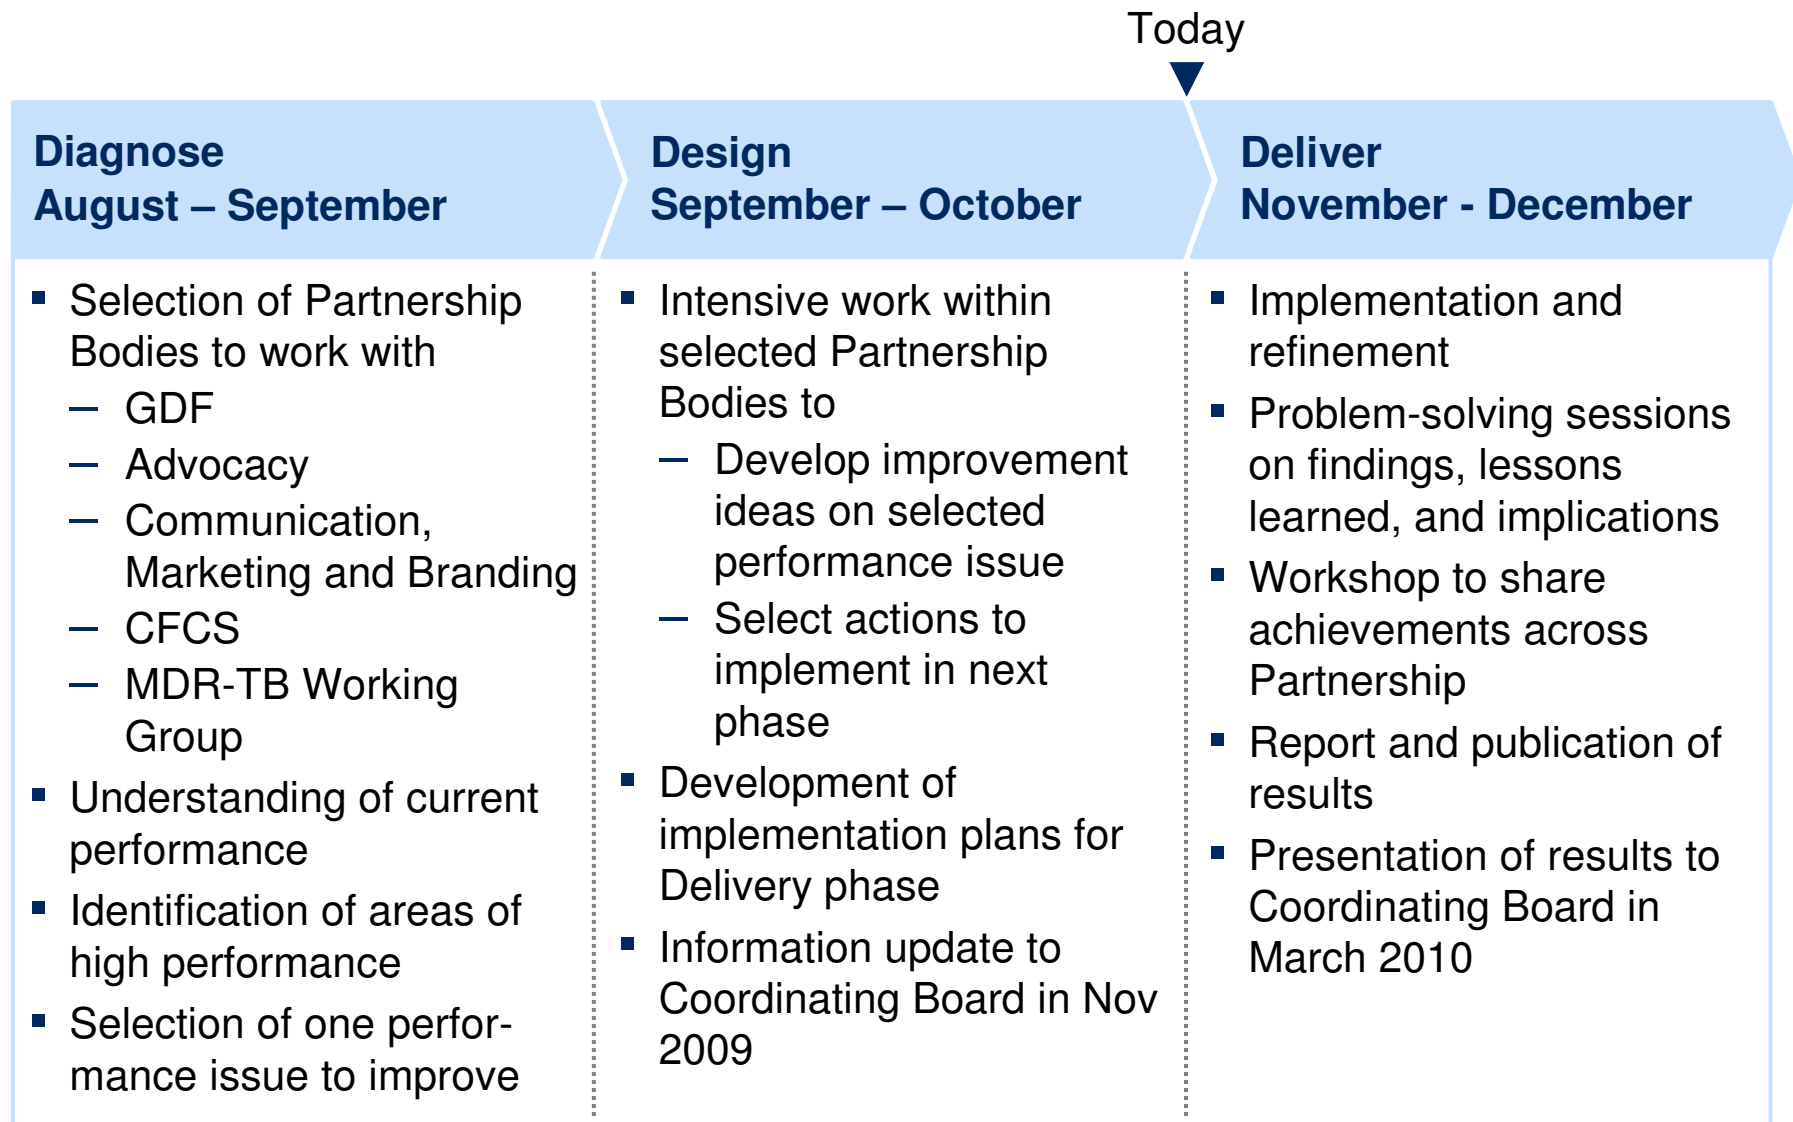 Today
Diagnose
August – September
▪ Selection of Partnership
Bodies to work with
– GDF
– Advocacy
– Communication,
Marketing and Branding
– CFCS
– MDR-TB Working
Group
▪ Understanding of current
performance
▪ Identification of areas of
high performance
▪ Selection of one perfor-
mance issue to improve
Design
September – October
▪ Intensive work within
selected Partnership
Bodies to
– Develop improvement
ideas on selected
performance issue
– Select actions to
implement in next
phase
▪ Development of
implementation plans for
Delivery phase
▪ Information update to
Coordinating Board in Nov
2009
Deliver
November - December
▪ Implementation and
refinement
▪ Problem-solving sessions
on findings, lessons
learned, and implications
▪ Workshop to share
achievements across
Partnership
▪ Report and publication of
results
▪ Presentation of results to
Coordinating Board in
March 2010